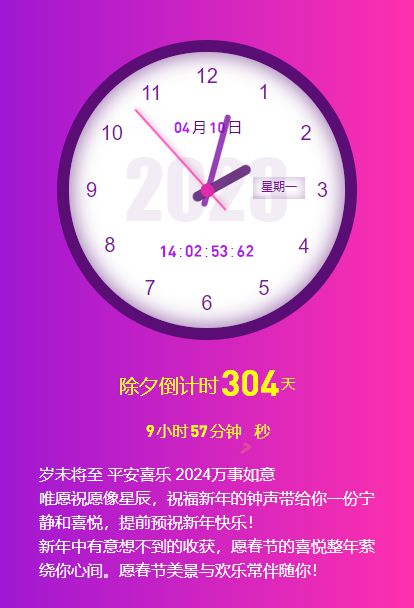 12
11
1
04月10日
10
2
2023
9
星期一
3
8
14:02:53:62
4
7
5
6
除夕倒计时304天
9小时57分钟 秒
岁末将至 平安喜乐 2024万事如意
唯愿祝愿像星辰，祝福新年的钟声带给你一份宁
静和喜悦，提前预祝新年快乐！
新年中有意想不到的收获，愿春节的喜悦整年萦
绕你心间。愿春节美景与欢乐常伴随你！